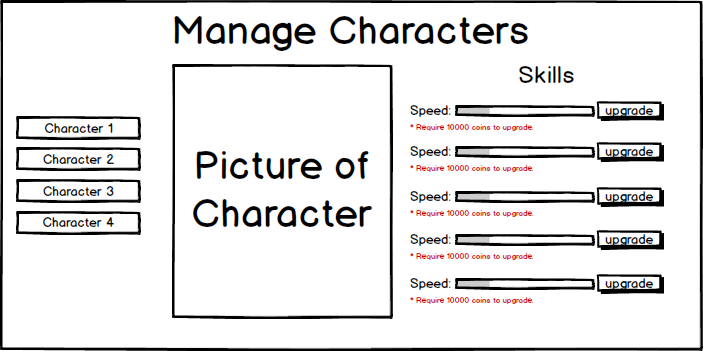 Manage Characters
Character 1
Character 2
Character 3
Character 4
Picture of
Character
Skills
Speed: upgrade
* Require 10000 coins to upgrade.
Speed: upgrade
* Require 10000 coins to upgrade.
Speed: upgrade
* Require 10000 coins to upgrade.
Speed: upgrade
* Require 10000 coins to upgrade.
Speed: upgrade
* Require 10000 coins to upgrade.